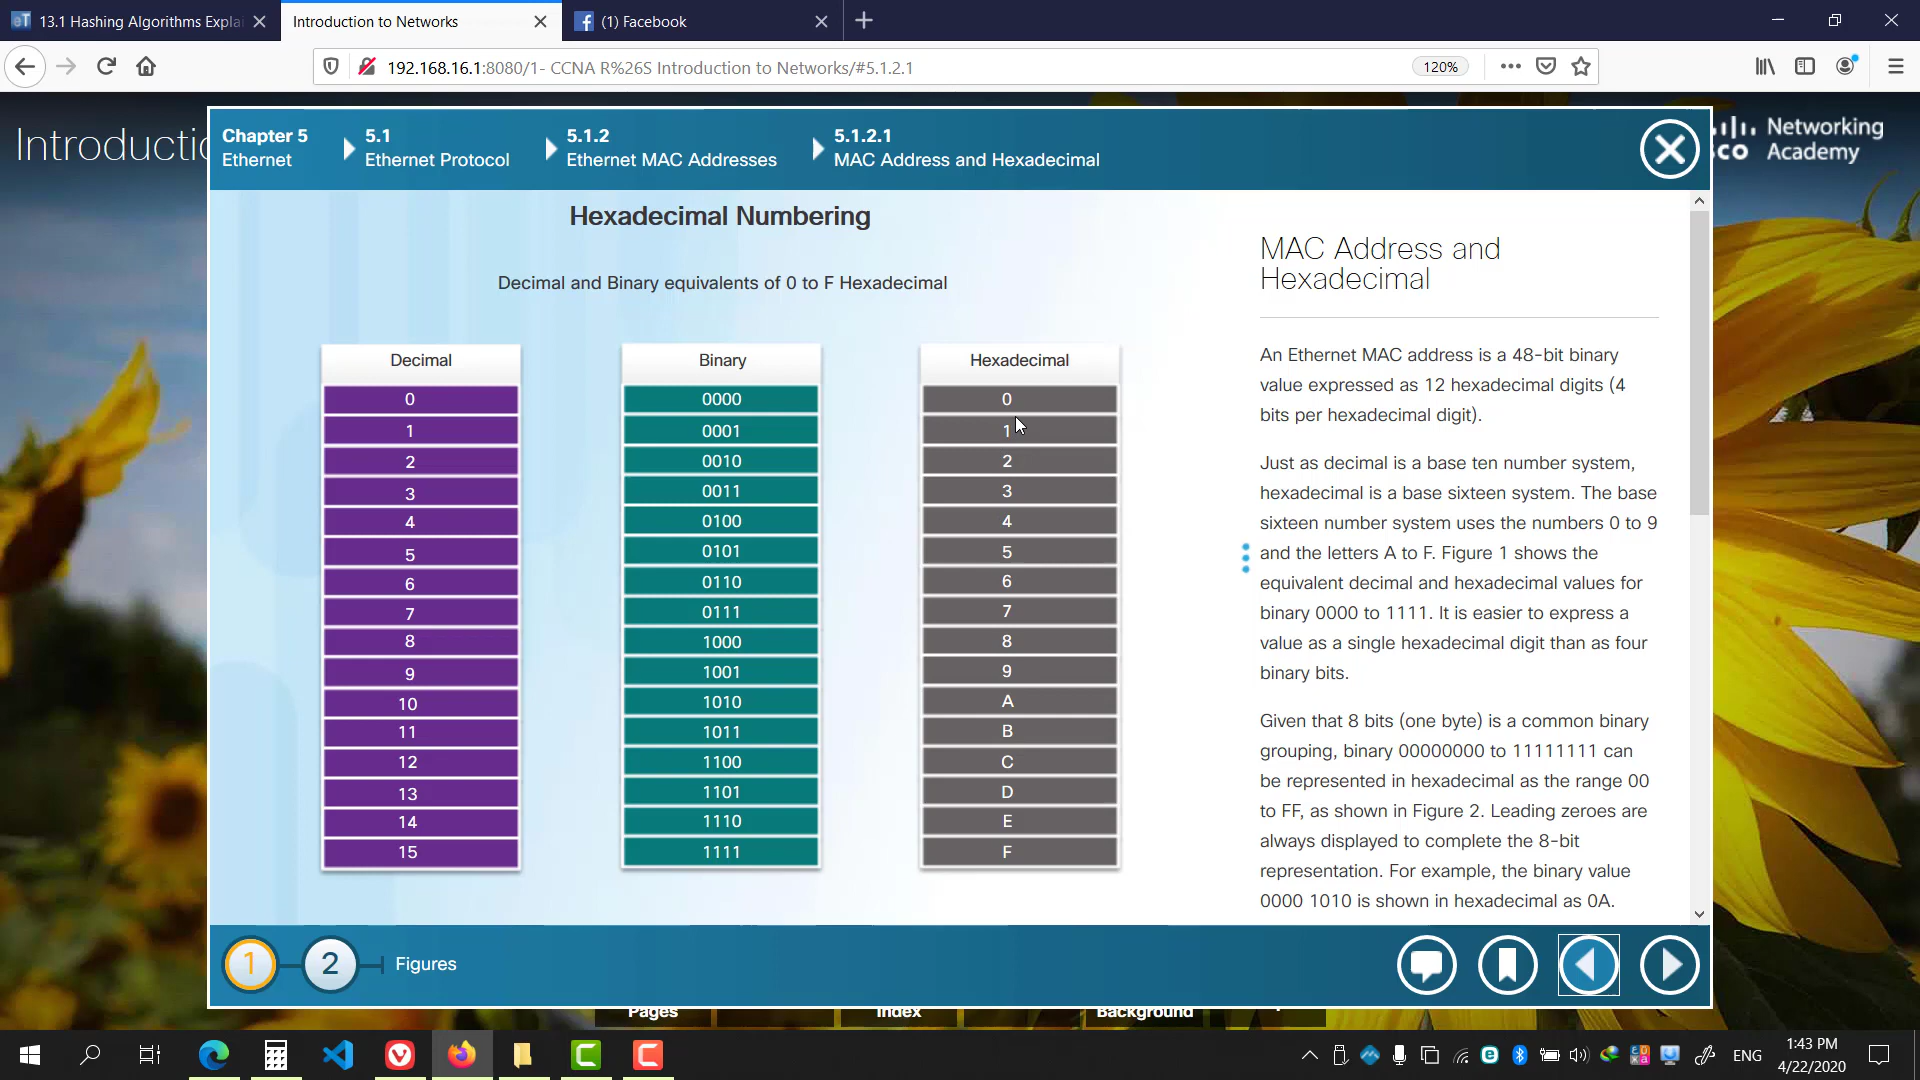 13.1 Hashing Algorithms Explai
Introduction to Networks
(1) Facebook
192.168.16.1:8080/1- CCNA R%26S Introduction to Networks/#5.1.2.1
120%
Networking
Academy
Chapter 5
Ethernet
5.1
Ethernet Protocol
5.1.2
Ethernet MAC Addresses
5.1.2.1
MAC Address and Hexadecimal
Hexadecimal Numbering
Decimal and Binary equivalents of 0 to F Hexadecimal
Decimal Binary Hexadecimal
0 0000 0
1 0001 1
2 0010 2
3 0011 3
4 0100 4
5 0101 5
6 0110 6
7 0111 7
8 1000 8
9 1001 9
10 1010 A
11 1011 B
12 1100 C
13 1101 D
14 1110 E
15 1111 F
MAC Address and
Hexadecimal
An Ethernet MAC address is a 48-bit binary
value expressed as 12 hexadecimal digits (4
bits per hexadecimal digit).
Just as decimal is a base ten number system,
hexadecimal is a base sixteen system. The base
sixteen number system uses the numbers 0 to 9
and the letters A to F. Figure 1 shows the
equivalent decimal and hexadecimal values for
binary 0000 to 1111. It is easier to express a
value as a single hexadecimal digit than as four
binary bits.
Given that 8 bits (one byte) is a common binary
grouping, binary 00000000 to 11111111 can
be represented in hexadecimal as the range 00
to FF, as shown in Figure 2. Leading zeroes are
always displayed to complete the 8-bit
representation. For example, the binary value
0000 1010 is shown in hexadecimal as 0A.
1 2 Figures
Pages Index Background
ENG
1:43 PM
4/22/2020